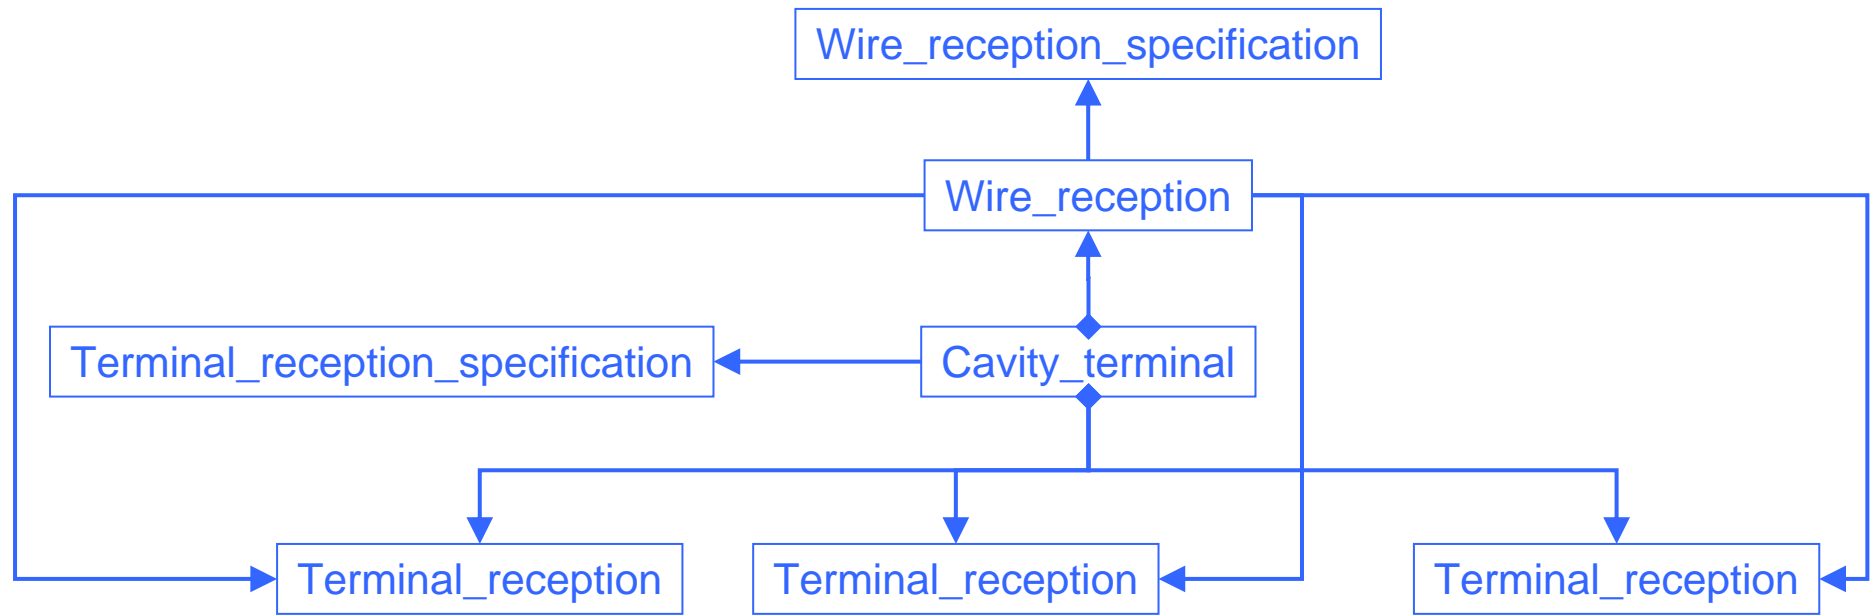 Wire_reception_specification
Wire_reception
Terminal_reception_specification
Cavity_terminal
Terminal_reception
Terminal_reception
Terminal_reception